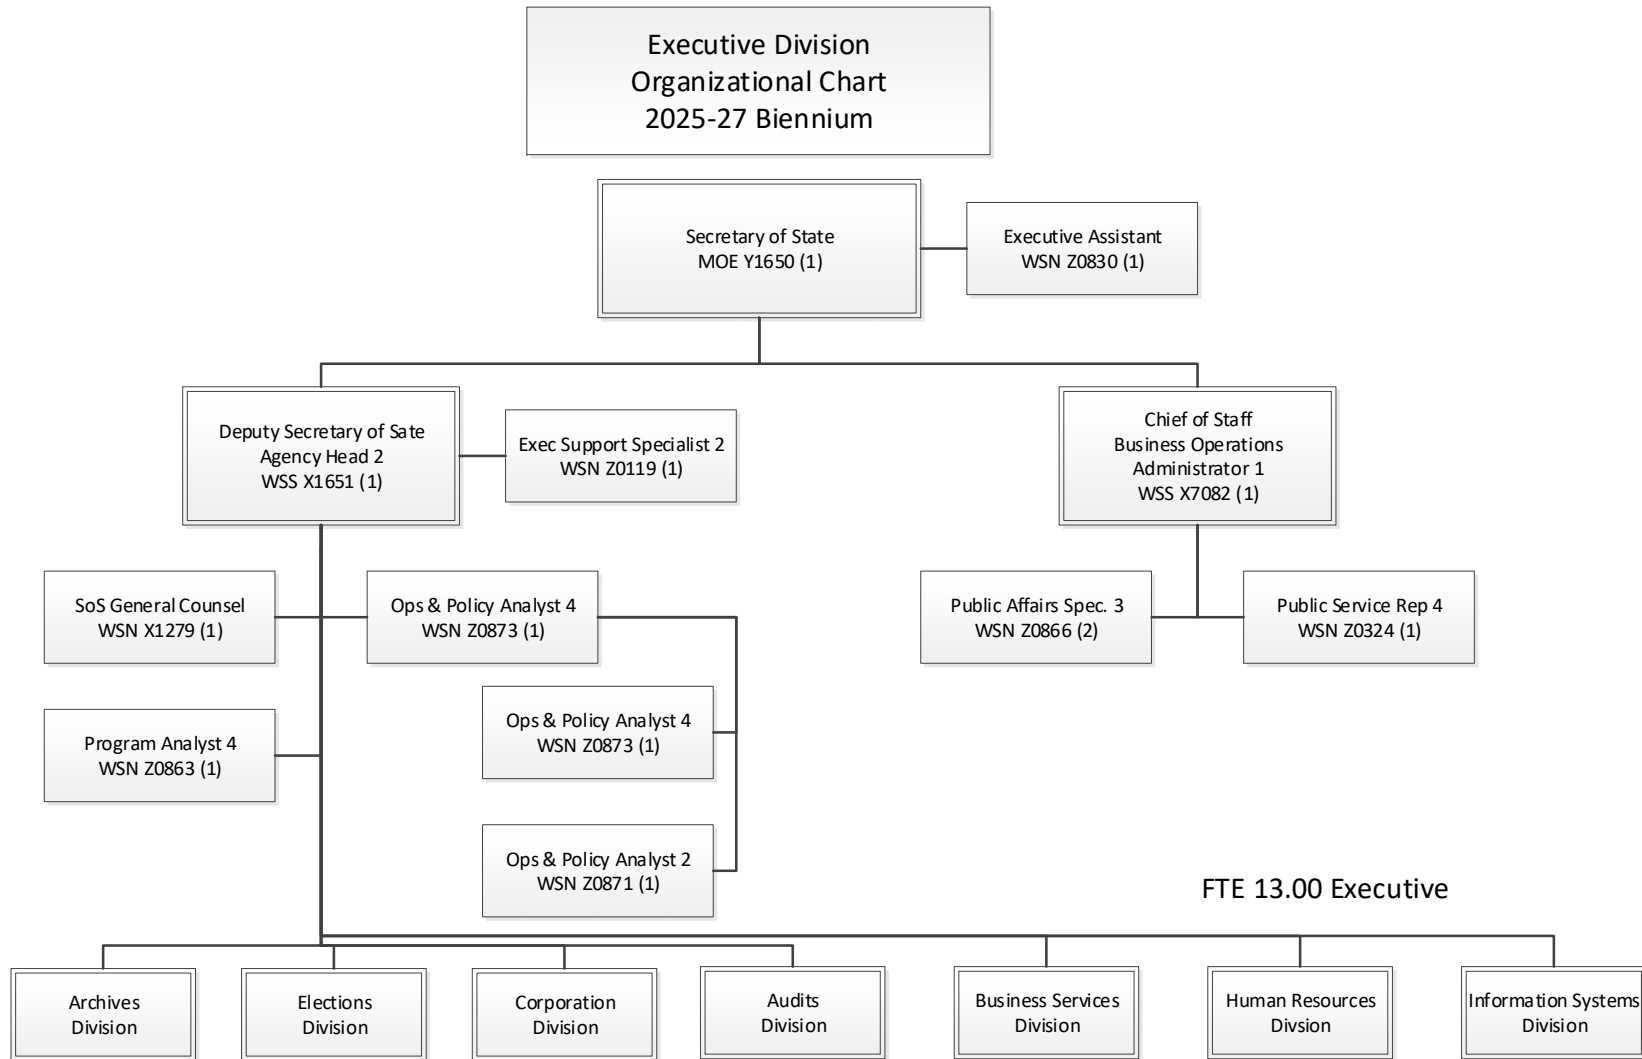 Executive Division
Organizational Chart
2025-27 Biennium
Secretary of State
MOE Y1650 (1)
Executive Assistant
WSN Z0830 (1)
Deputy Secretary of Sate
Agency Head 2
WSS X1651 (1)
Exec Support Specialist 2
WSN Z0119 (1)
Chief of Staff
Business Operations
Administrator 1
WSS X7082 (1)
SoS General Counsel
WSN X1279 (1)
Ops & Policy Analyst 4
WSN Z0873 (1)
Public Affairs Spec. 3
WSN Z0866 (2)
Public Service Rep 4
WSN Z0324 (1)
Program Analyst 4
WSN Z0863 (1)
Ops & Policy Analyst 4
WSN Z0873 (1)
Ops & Policy Analyst 2
WSN Z0871 (1)
FTE 13.00 Executive
Archives
Division
Elections
Division
Corporation
Division
Audits
Division
Business Services
Division
Human Resources
Divsion
Information Systems
Division